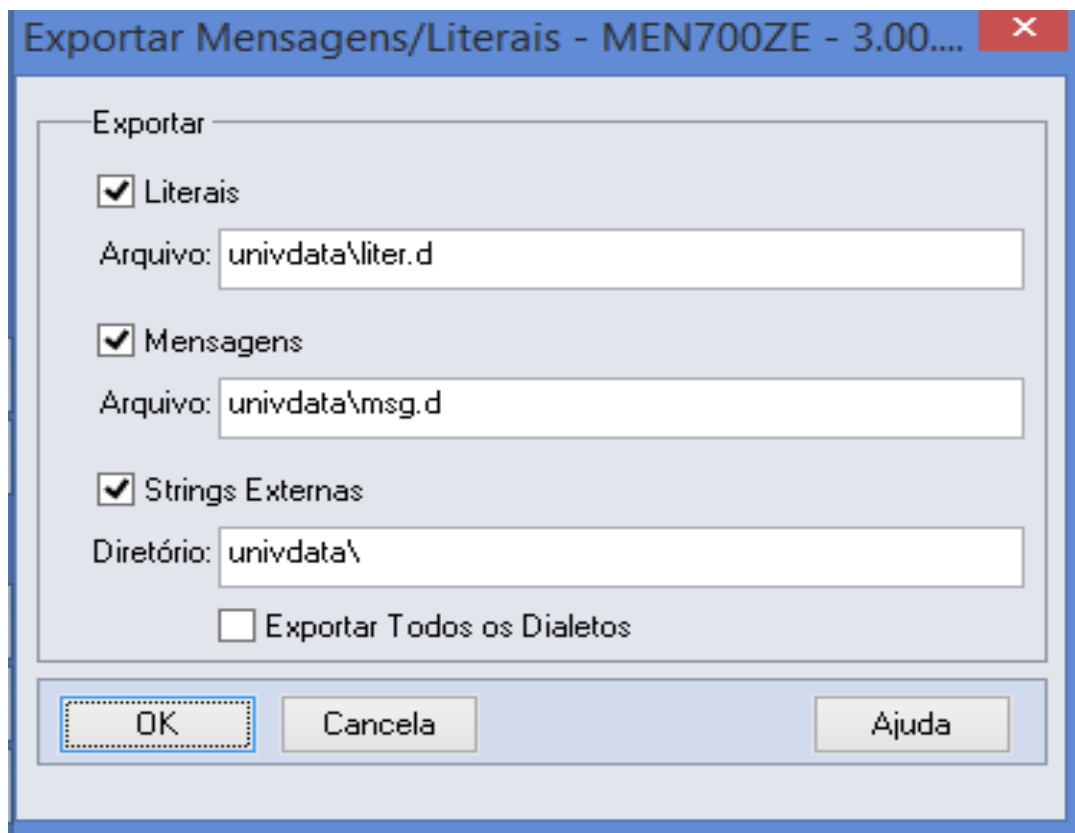 Exportar Mensagens/Literais - MEN700ZE - 3.00....
Exportar
Literais
Arquivo: univdata\liter.d
Mensagens
Arquivo: univdata\msg.d
Strings Externas
Diretório: univdata\
Exportar Todos os Dialetos
OK Cancela Ajuda